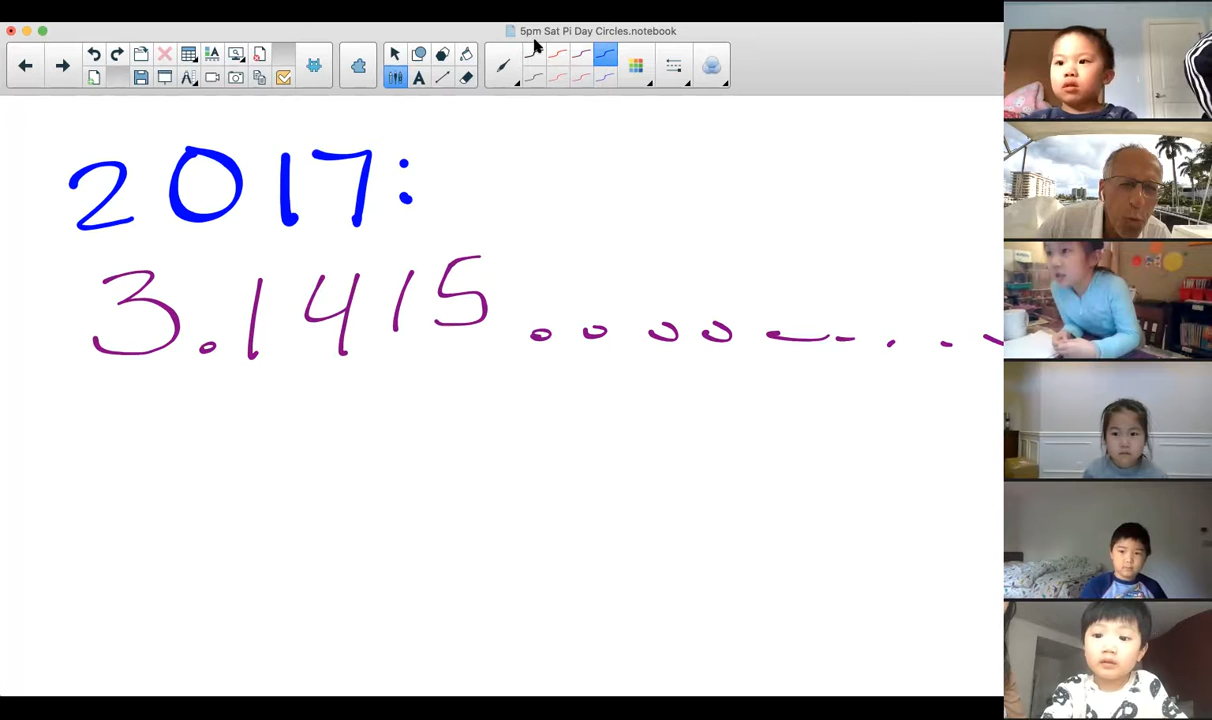 5pm Sat Pi Day Circles.notebook
2017:
3.1415...........